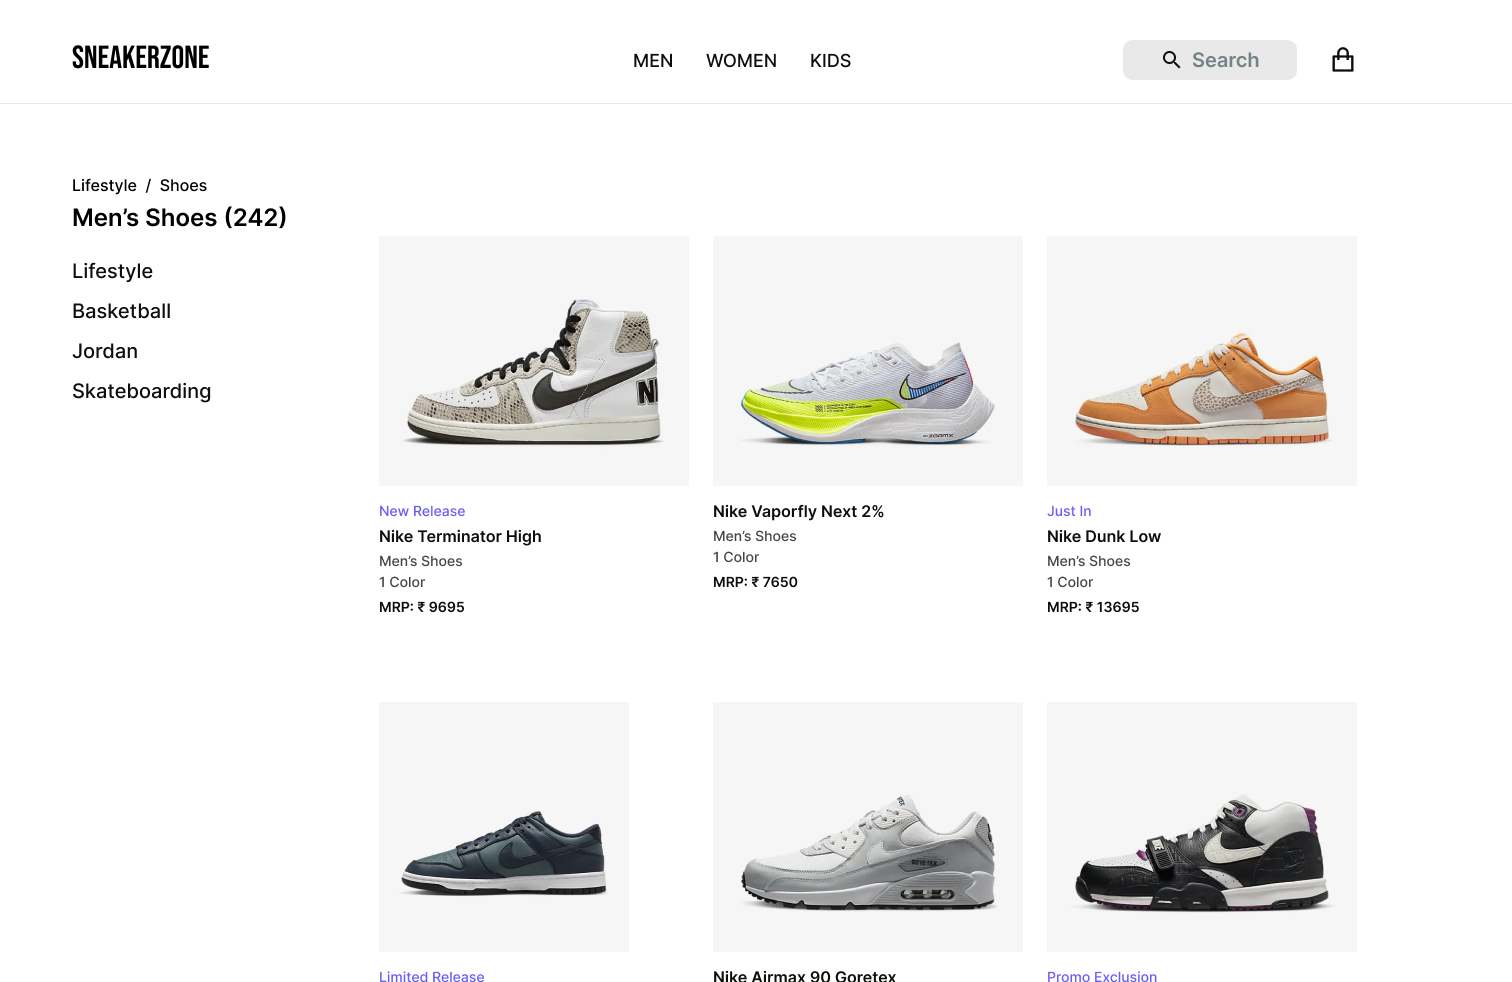 SNEAKERZONE
MEN
WOMEN
KIDS
Search
Lifestyle / Shoes
Men’s Shoes (242)
Lifestyle
Basketball
Jordan
Skateboarding
New Release
Nike Terminator High
Men’s Shoes
1 Color
MRP: ₹ 9695
Nike Vaporfly Next 2%
Men’s Shoes
1 Color
MRP: ₹ 7650
Just In
Nike Dunk Low
Men’s Shoes
1 Color
MRP: ₹ 13695
Limited Release
Nike Airmax 90 Goretex
Promo Exclusion